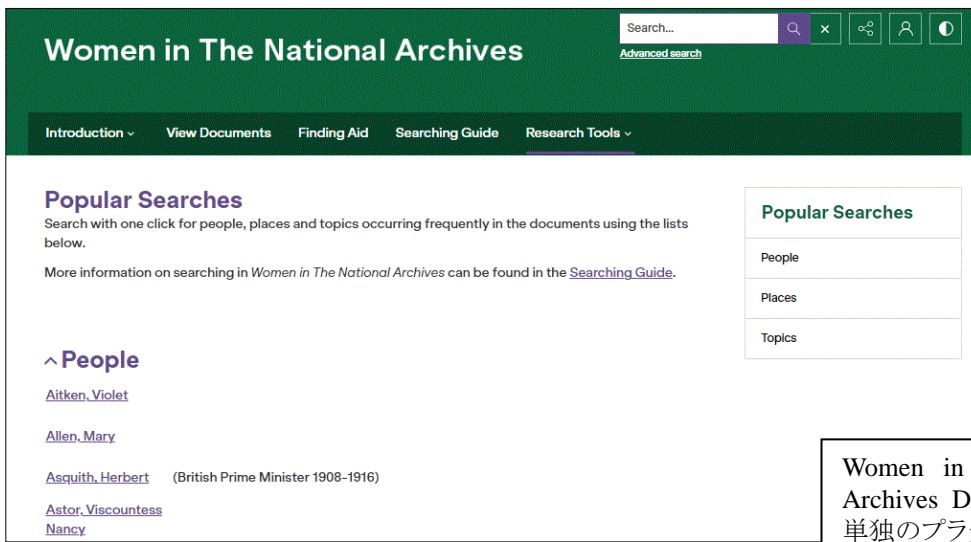 Women in The National Archives
Search...
Advanced search
Introduction
View Documents
Finding Aid
Searching Guide
Research Tools
Popular Searches
Search with one click for people, places and topics occurring frequently in the documents using the lists
below.
More information on searching in Women in The National Archives can be found in the Searching Guide.
People
Aitken, Violet
Allen, Mary
Asquith, Herbert (British Prime Minister 1908-1916)
Astor, Viscountess
Nancy
Popular Searches
People
Places
Topics
Women in
Archives D
単独のプラ